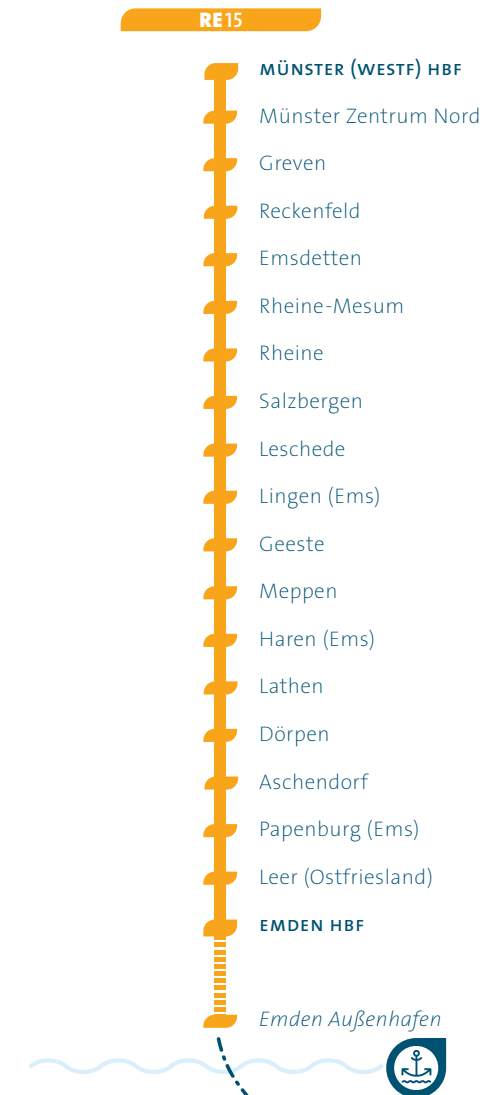 RE15
MÜNSTER (WESTF) HBF
Münster Zentrum Nord
Greven
Reckenfeld
Emsdetten
Rheine-Mesum
Rheine
Salzbergen
Leschede
Lingen (Ems)
Geeste
Meppen
Haren (Ems)
Lathen
Dörpen
Aschendorf
Papenburg (Ems)
Leer (Ostfriesland)
EMDEN HBF
Emden Außenhafen